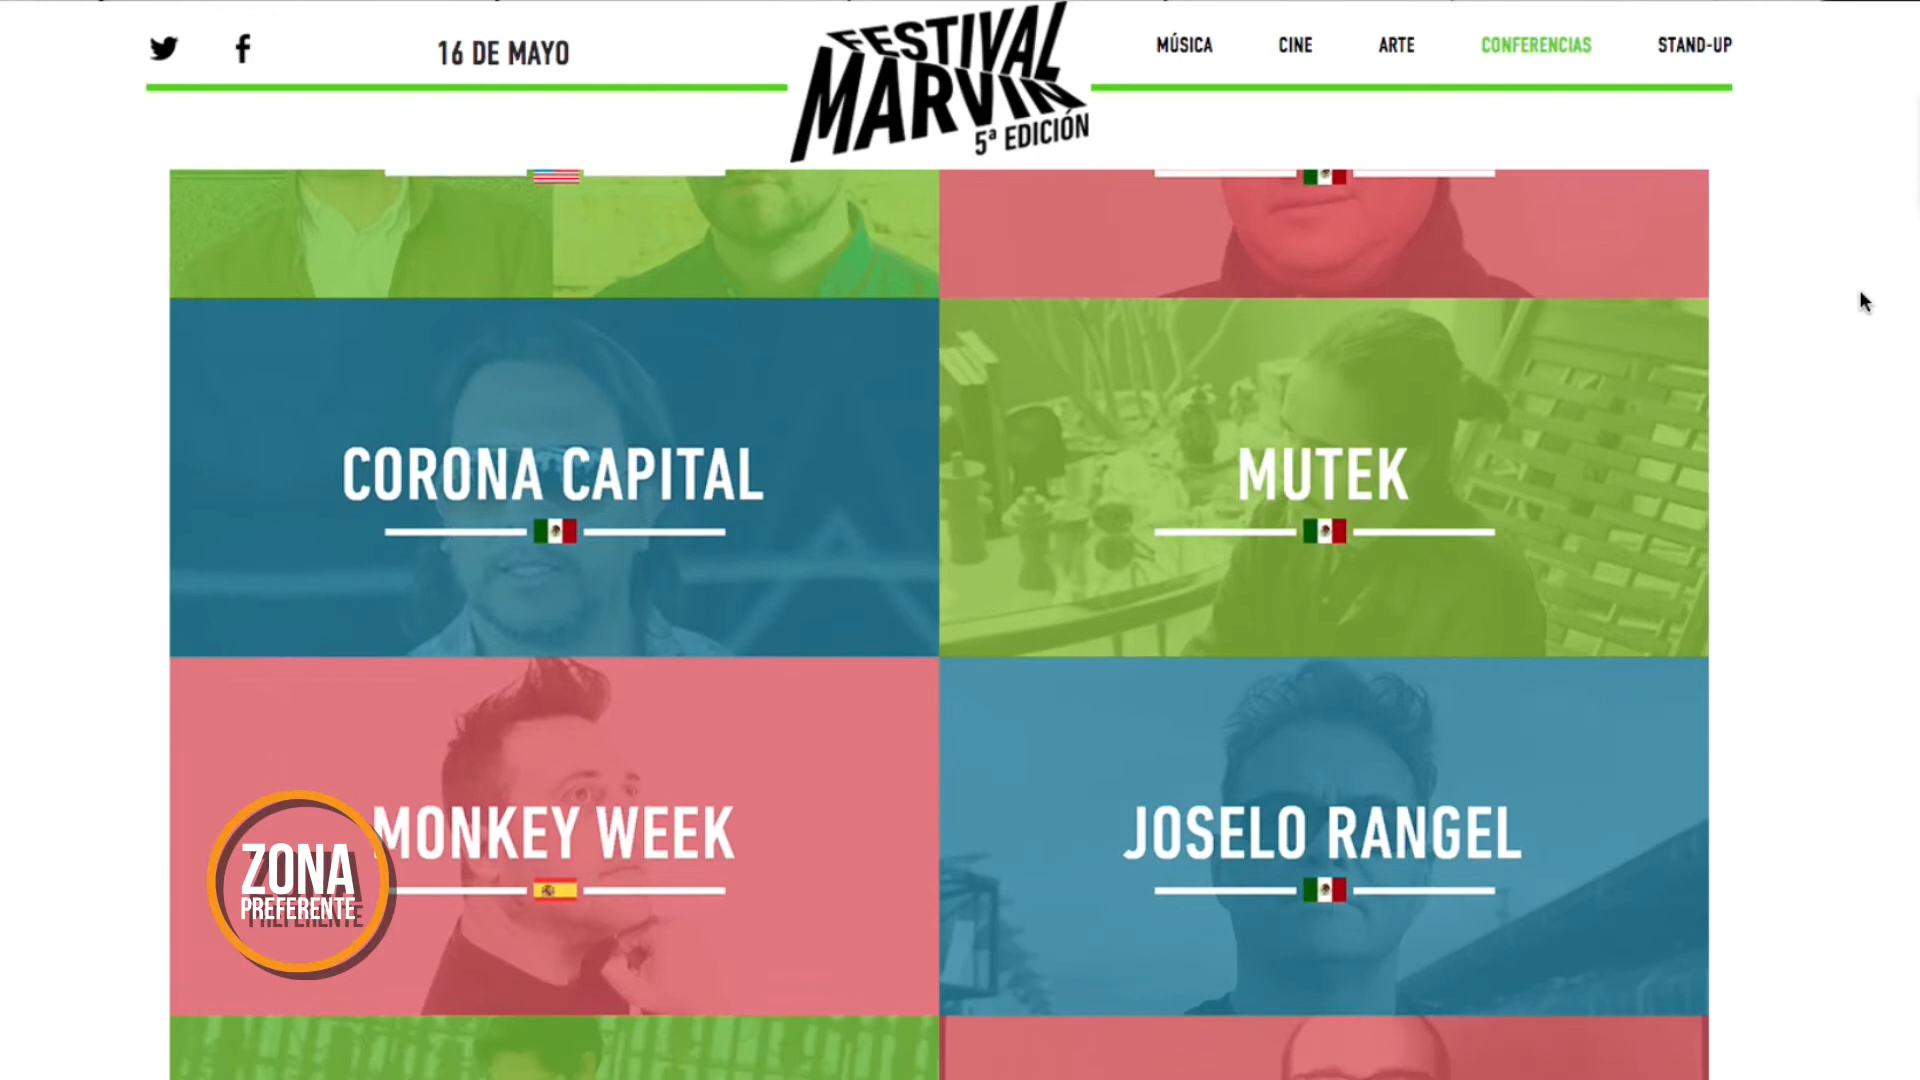 16 DE MAYO
FESTIVAL
MARVIN
5ª EDICIÓN
MÚSICA
CINE
ARTE
CONFERENCIAS
STAND-UP
CORONA CAPITAL
MUTEK
MONKEY WEEK
JOSELO RANGEL
ZONA
PREFERENTE